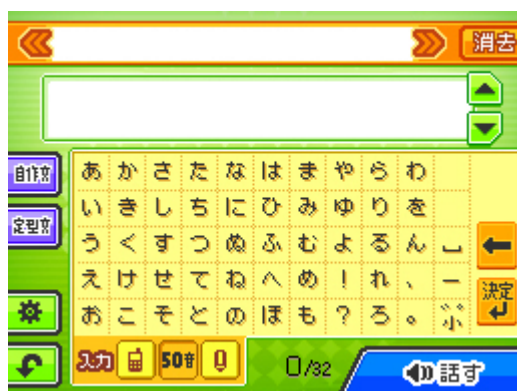 消去
自作文
定型文
あ か さ た な は ま や ら わ
い き し ち に ひ み ゆ り を
う く す つ ぬ ふ む よ る ん ␣
え け せ て ね へ め ! れ 、 ー
お こ そ と の ほ も ? ろ 。 ゛゜小
決定
入力 50音
0/32
話す